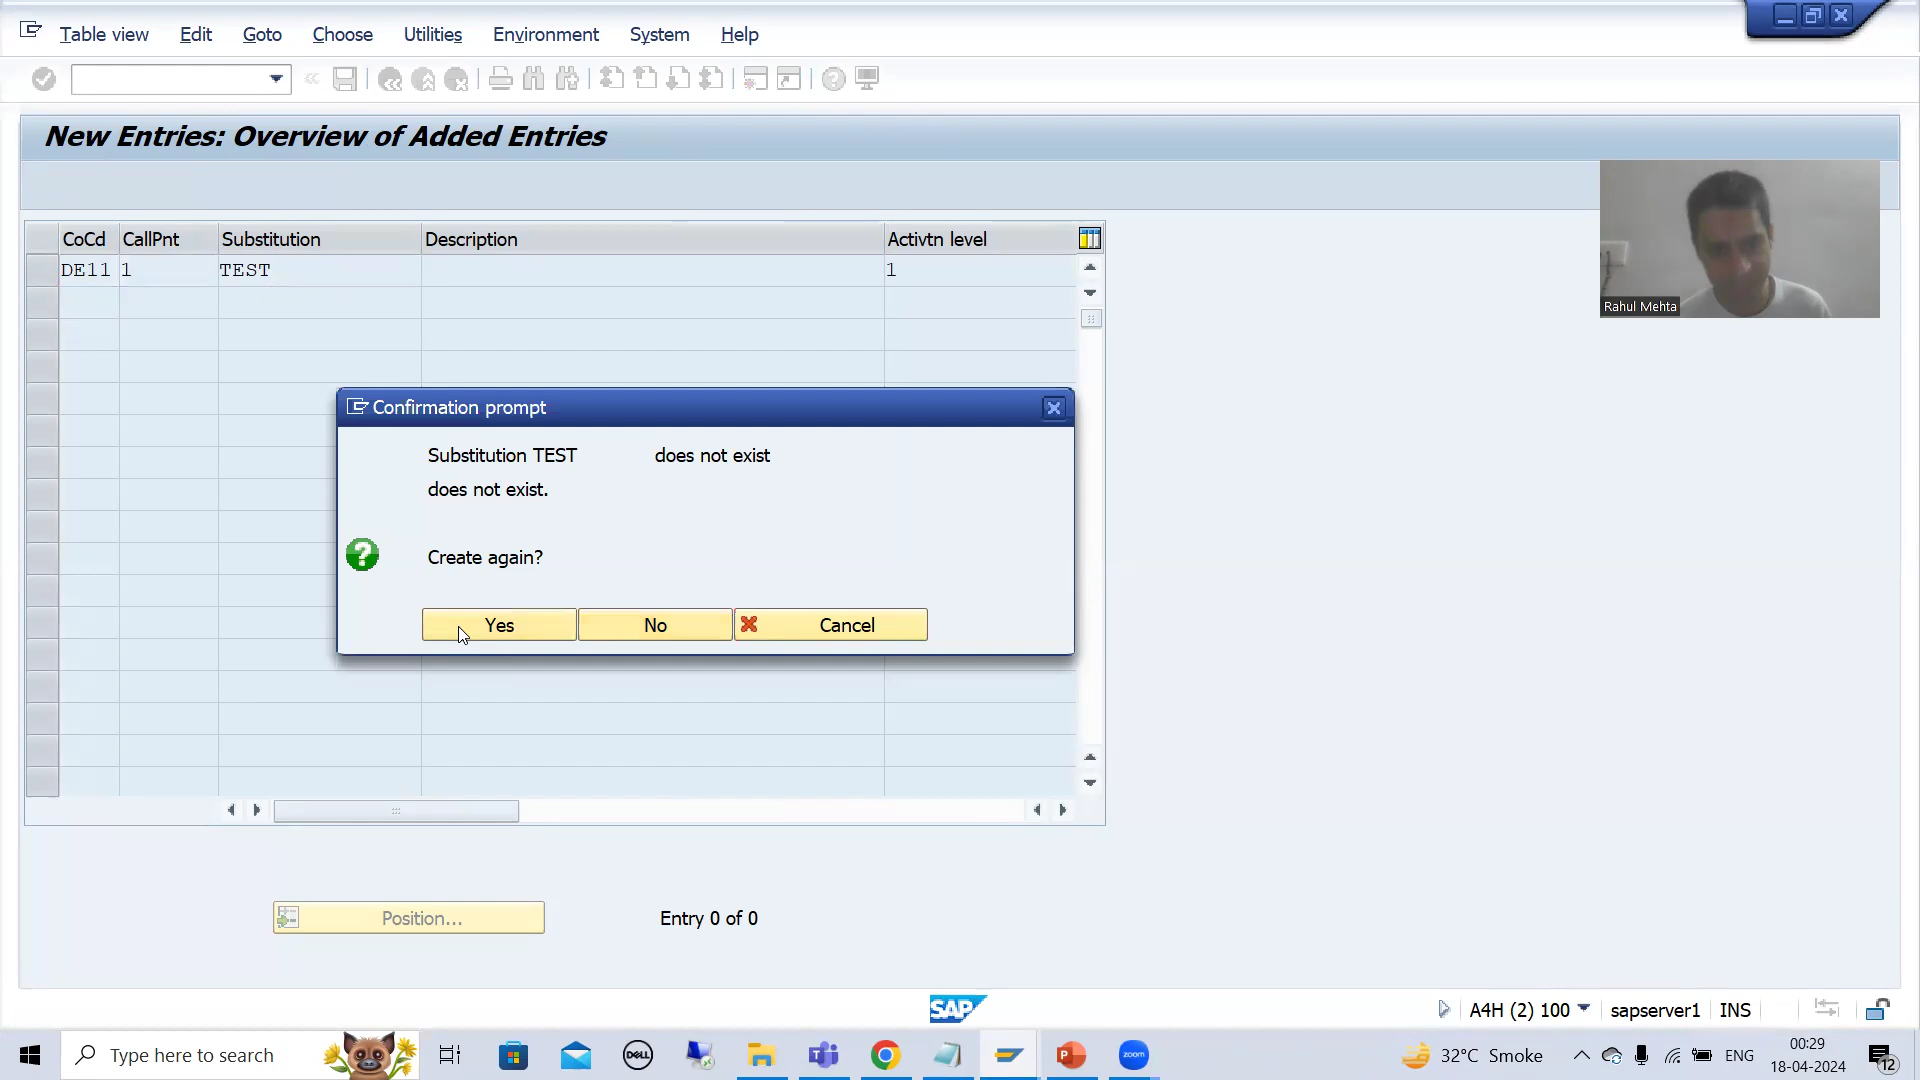 Table view Edit Goto Choose Utilities Environment System Help
New Entries: Overview of Added Entries
Rahul Mehta
CoCd CallPnt Substitution Description Activtn level
DE11 1 TEST 1
Confirmation prompt
Substitution TEST does not exist
does not exist.
Create again?
Yes No Cancel
Position... Entry 0 of 0
SAP A4H (2) 100 sapserver1 INS
Type here to search DELL P zoom 32°C Smoke ENG 00:29
18-04-2024 12